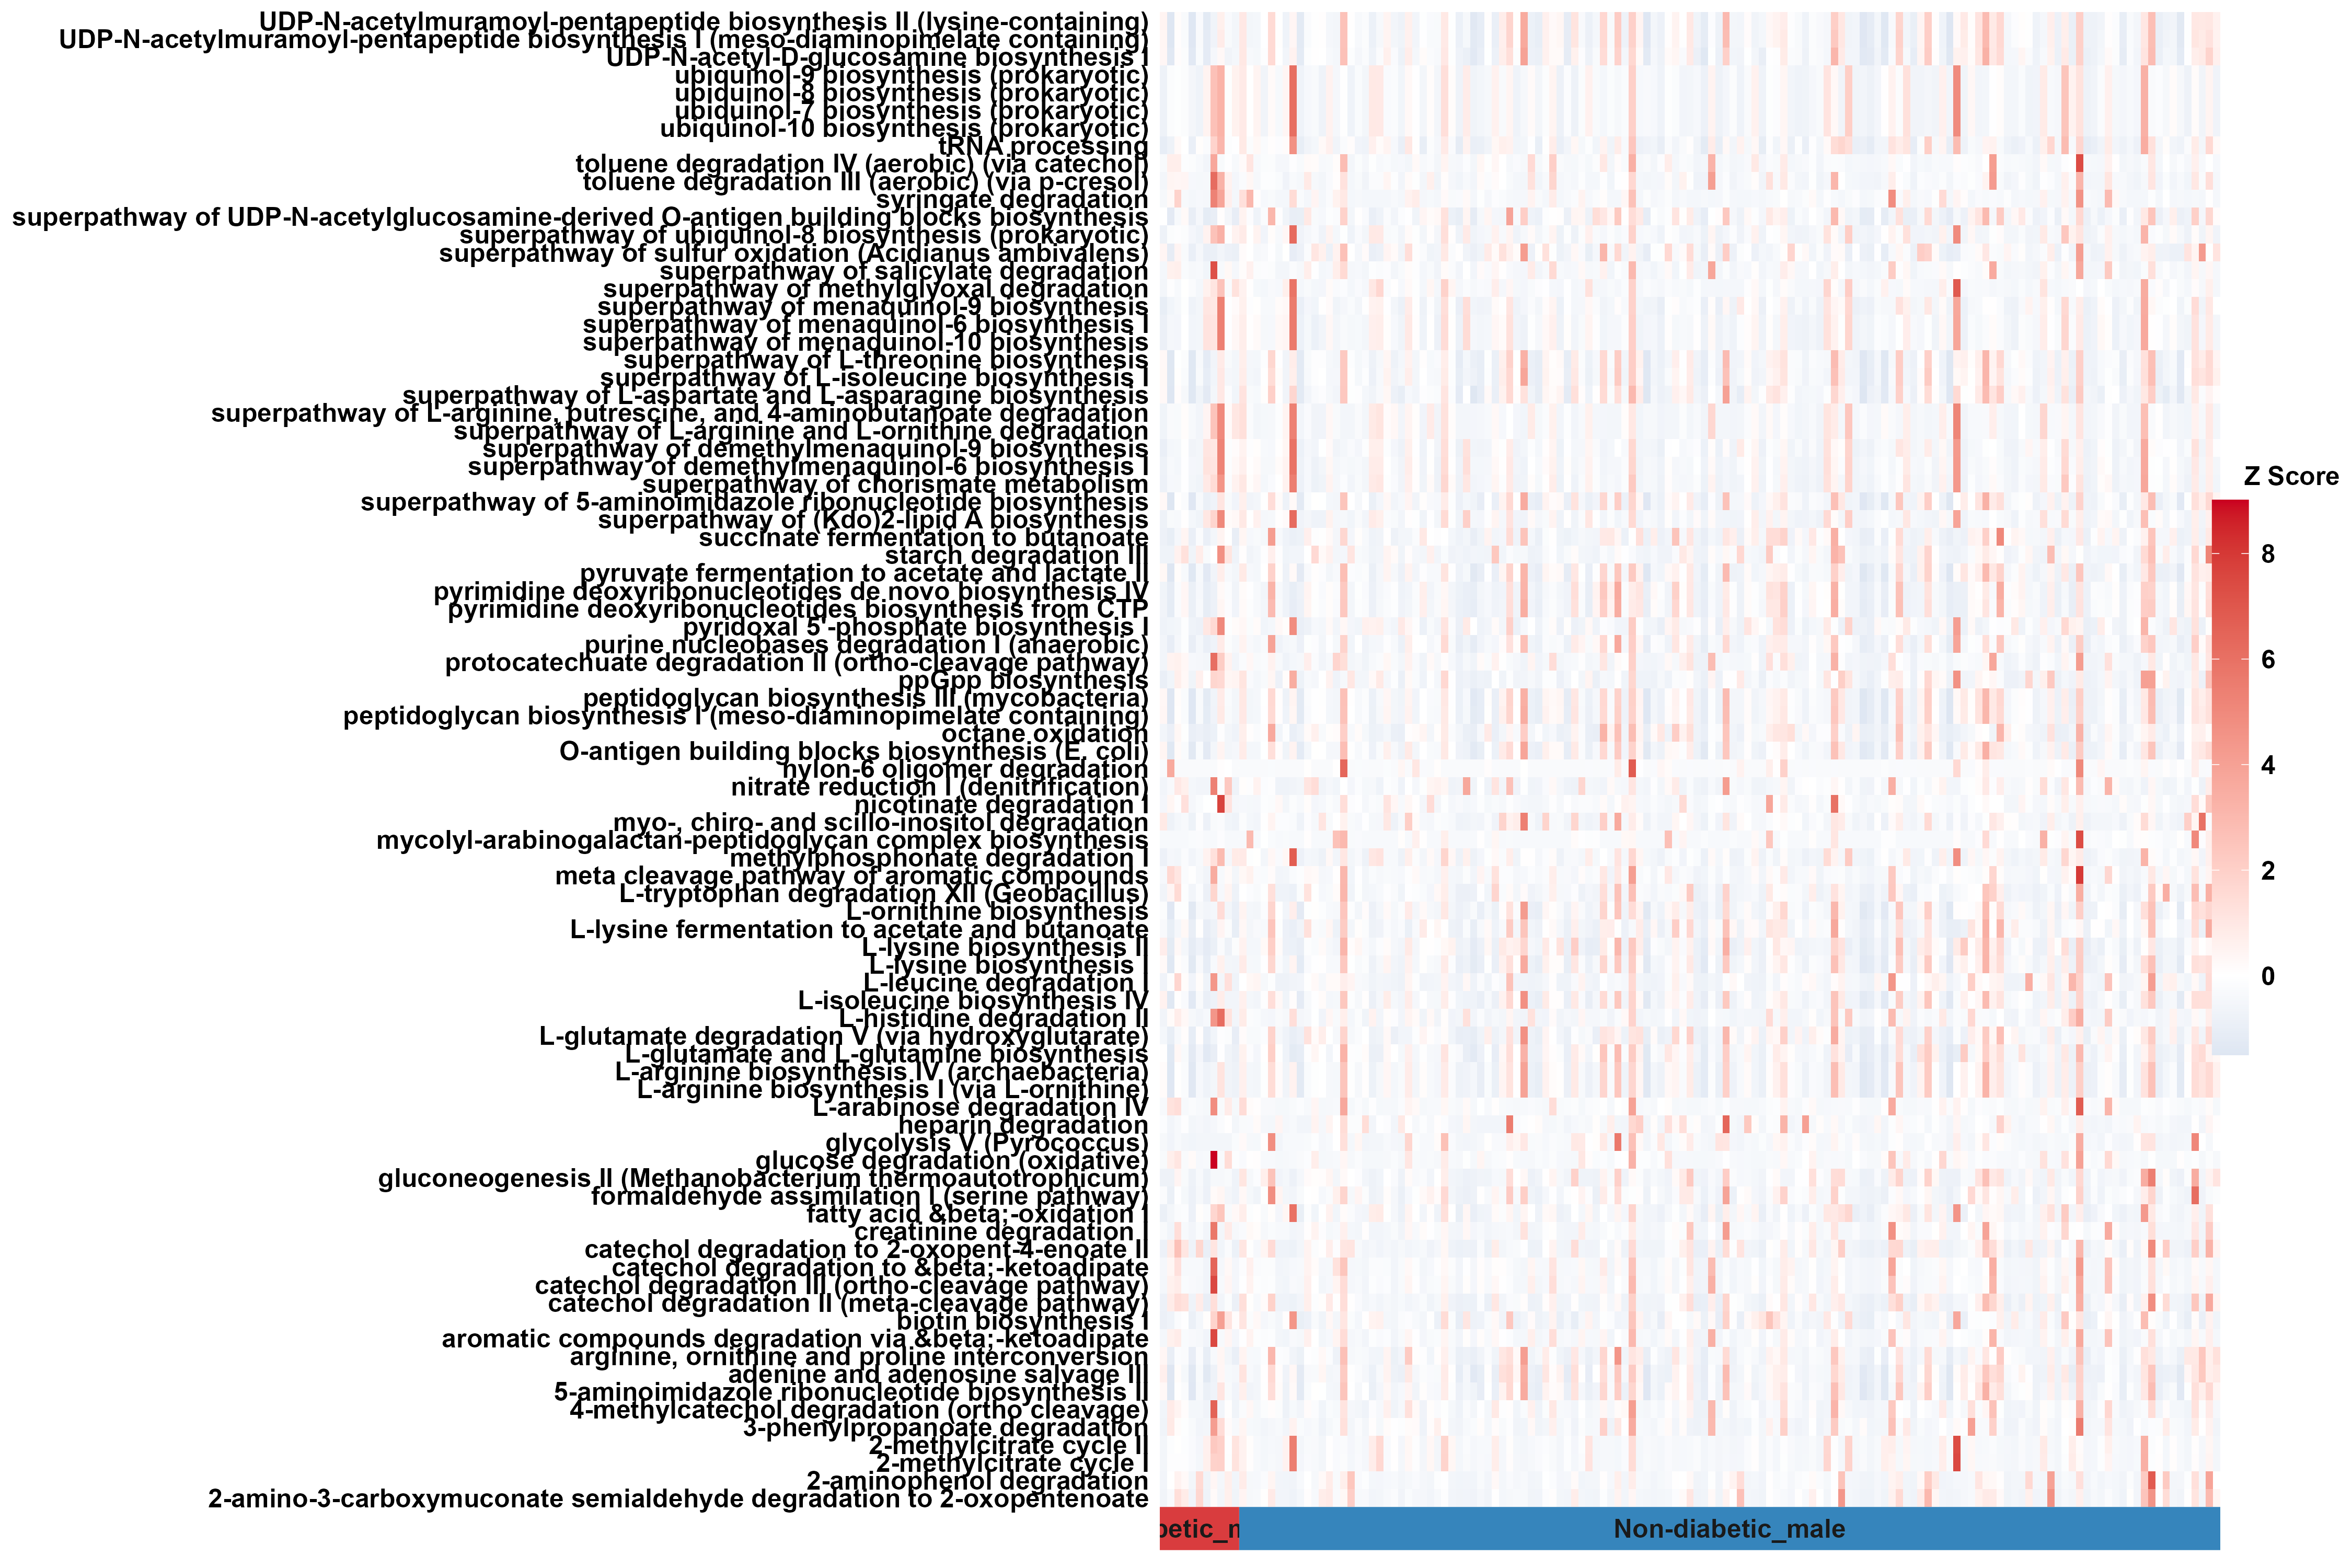 UDP-N-acetylmuramoyl-pentapeptide biosynthesis II (lysine-containing)
UDP-N-acetylmuramoyl-pentapeptide biosynthesis I (meso-diaminopimelate containing)
UDP-N-acetyl-D-glucosamine biosynthesis I
ubiquinol-9 biosynthesis (prokaryotic)
ubiquinol-8 biosynthesis (prokaryotic)
ubiquinol-7 biosynthesis (prokaryotic)
ubiquinol-10 biosynthesis (prokaryotic)
tRNA processing
toluene degradation IV (aerobic) (via catechol)
toluene degradation III (aerobic) (via p-cresol)
syringate degradation
superpathway of UDP-N-acetylglucosamine-derived O-antigen building blocks biosynthesis
superpathway of ubiquinol-8 biosynthesis (prokaryotic)
superpathway of sulfur oxidation (Acidianus ambivalens)
superpathway of salicylate degradation
superpathway of methylglyoxal degradation
superpathway of menaquinol-9 biosynthesis
superpathway of menaquinol-6 biosynthesis I
superpathway of menaquinol-10 biosynthesis
superpathway of L-threonine biosynthesis
superpathway of L-isoleucine biosynthesis I
superpathway of L-aspartate and L-asparagine biosynthesis
superpathway of L-arginine, putrescine, and 4-aminobutanoate degradation
superpathway of L-arginine and L-ornithine degradation
superpathway of demethylmenaquinol-9 biosynthesis
superpathway of demethylmenaquinol-6 biosynthesis I
superpathway of chorismate metabolism
superpathway of 5-aminoimidazole ribonucleotide biosynthesis
superpathway of (Kdo)2-lipid A biosynthesis
succinate fermentation to butanoate
starch degradation III
pyruvate fermentation to acetate and lactate II
pyrimidine deoxyribonucleotides de novo biosynthesis IV
pyrimidine deoxyribonucleotides biosynthesis from CTP
pyridoxal 5'-phosphate biosynthesis I
purine nucleobases degradation I (anaerobic)
protocatechuate degradation II (ortho-cleavage pathway)
ppGpp biosynthesis
peptidoglycan biosynthesis III (mycobacteria)
peptidoglycan biosynthesis I (meso-diaminopimelate containing)
octane oxidation
O-antigen building blocks biosynthesis (E. coli)
nylon-6 oligomer degradation
nitrate reduction I (denitrification)
nicotinate degradation I
myo-, chiro- and scillo-inositol degradation
mycolyl-arabinogalactan-peptidoglycan complex biosynthesis
methylphosphonate degradation I
meta cleavage pathway of aromatic compounds
L-tryptophan degradation XII (Geobacillus)
L-ornithine biosynthesis
L-lysine fermentation to acetate and butanoate
L-lysine biosynthesis II
L-lysine biosynthesis I
L-leucine degradation I
L-isoleucine biosynthesis IV
L-histidine degradation II
L-glutamate degradation V (via hydroxyglutarate)
L-glutamate and L-glutamine biosynthesis
L-arginine biosynthesis IV (archaebacteria)
L-arginine biosynthesis I (via L-ornithine)
L-arabinose degradation IV
heparin degradation
glycolysis V (Pyrococcus)
glucose degradation (oxidative)
gluconeogenesis II (Methanobacterium thermoautotrophicum)
formaldehyde assimilation I (serine pathway)
fatty acid &beta;-oxidation I
creatinine degradation I
catechol degradation to 2-oxopent-4-enoate II
catechol degradation to &beta;-ketoadipate
catechol degradation III (ortho-cleavage pathway)
catechol degradation II (meta-cleavage pathway)
biotin biosynthesis I
aromatic compounds degradation via &beta;-ketoadipate
arginine, ornithine and proline interconversion
adenine and adenosine salvage III
5-aminoimidazole ribonucleotide biosynthesis II
4-methylcatechol degradation (ortho cleavage)
3-phenylpropanoate degradation
2-methylcitrate cycle II
2-methylcitrate cycle I
2-aminophenol degradation
2-amino-3-carboxymuconate semialdehyde degradation to 2-oxopentenoate
betic_m
Non-diabetic_male
Z Score
8
6
4
2
0